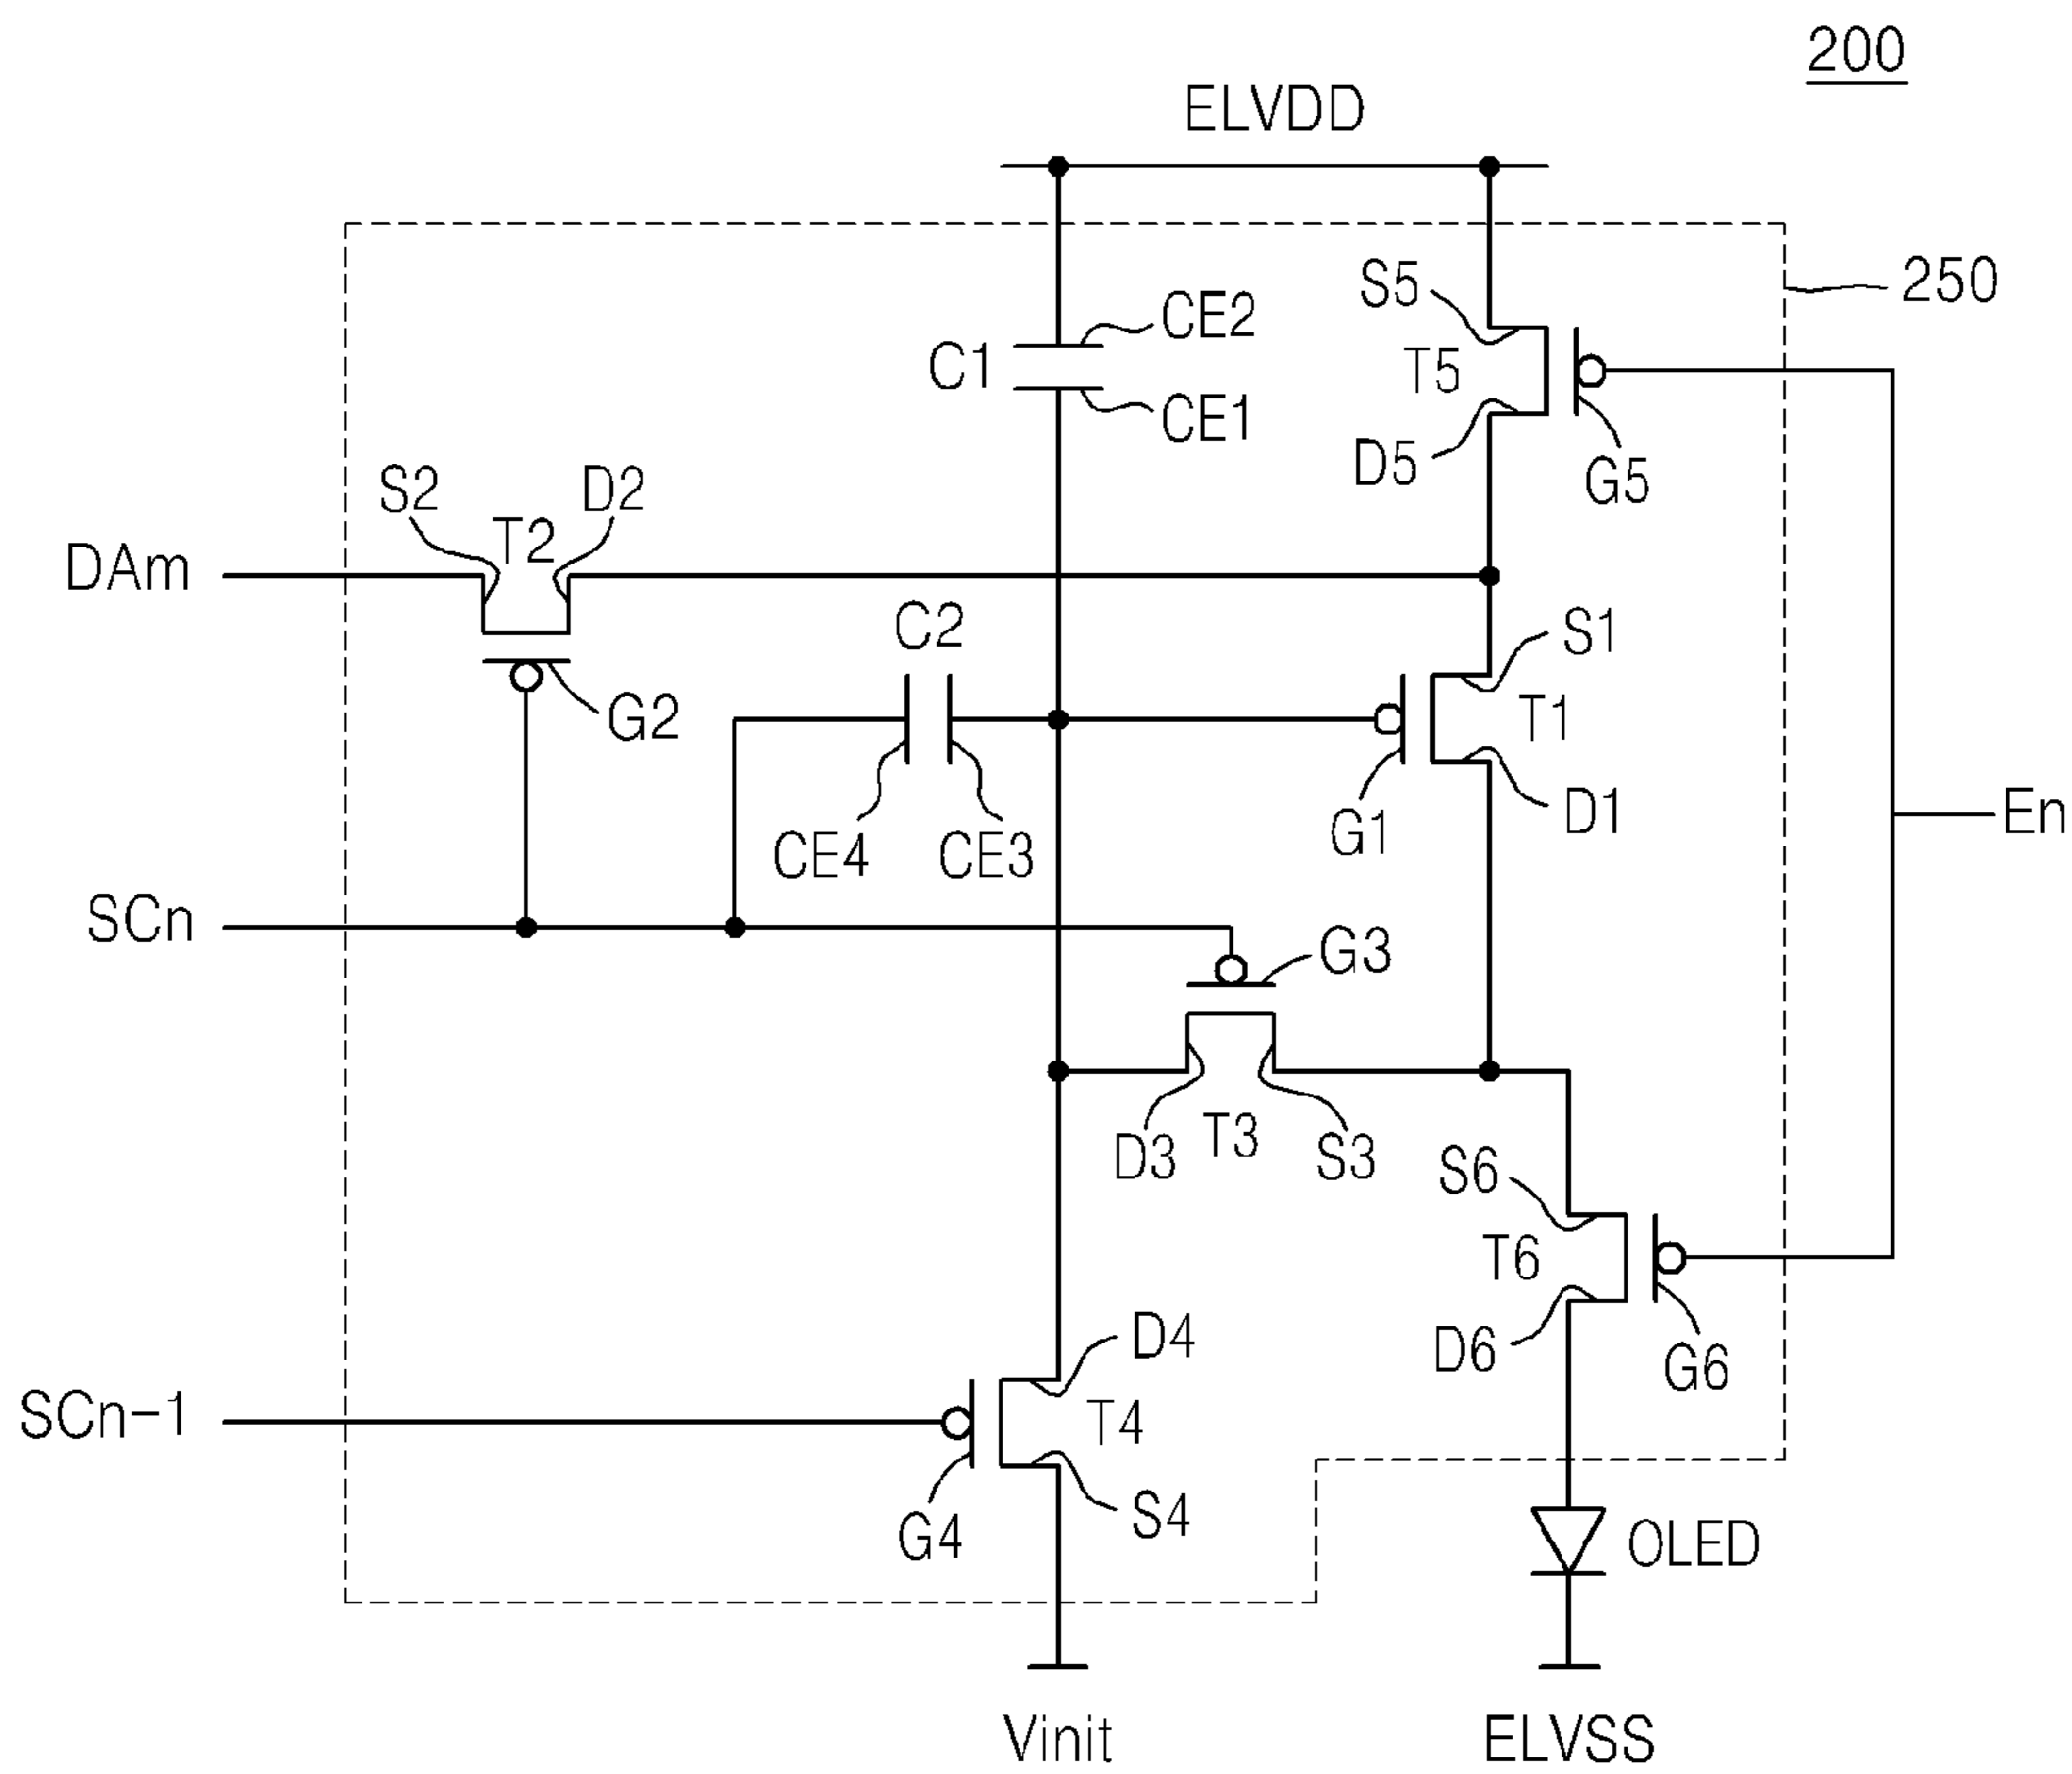 200
ELVDD
250
S5
CE2
C1
T5
CE1
D5
G5
S2
D2
T2
DAm
C2
S1
G2
T1
D1
G1
En
CE4
CE3
SCn
G3
D3
T3
S3
S6
T6
D4
D6
G6
SCn-1
T4
S4
G4
OLED
Vinit
ELVSS